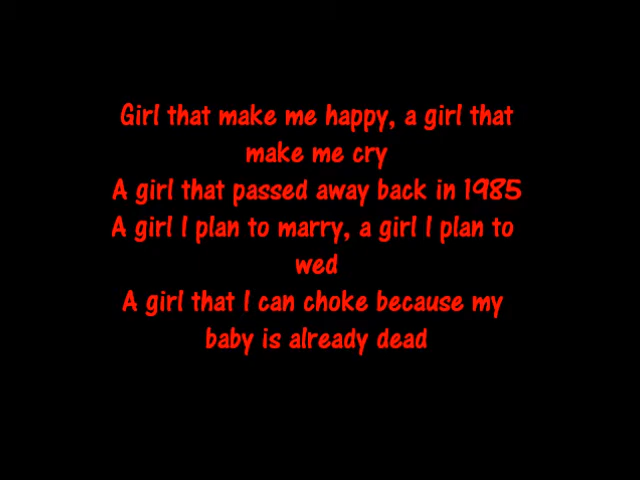 Girl that make me happy, a girl that
make me cry
A girl that passed away back in 1985
A girl I plan to marry, a girl I plan to
wed
A girl that I can choke because my
baby is already dead